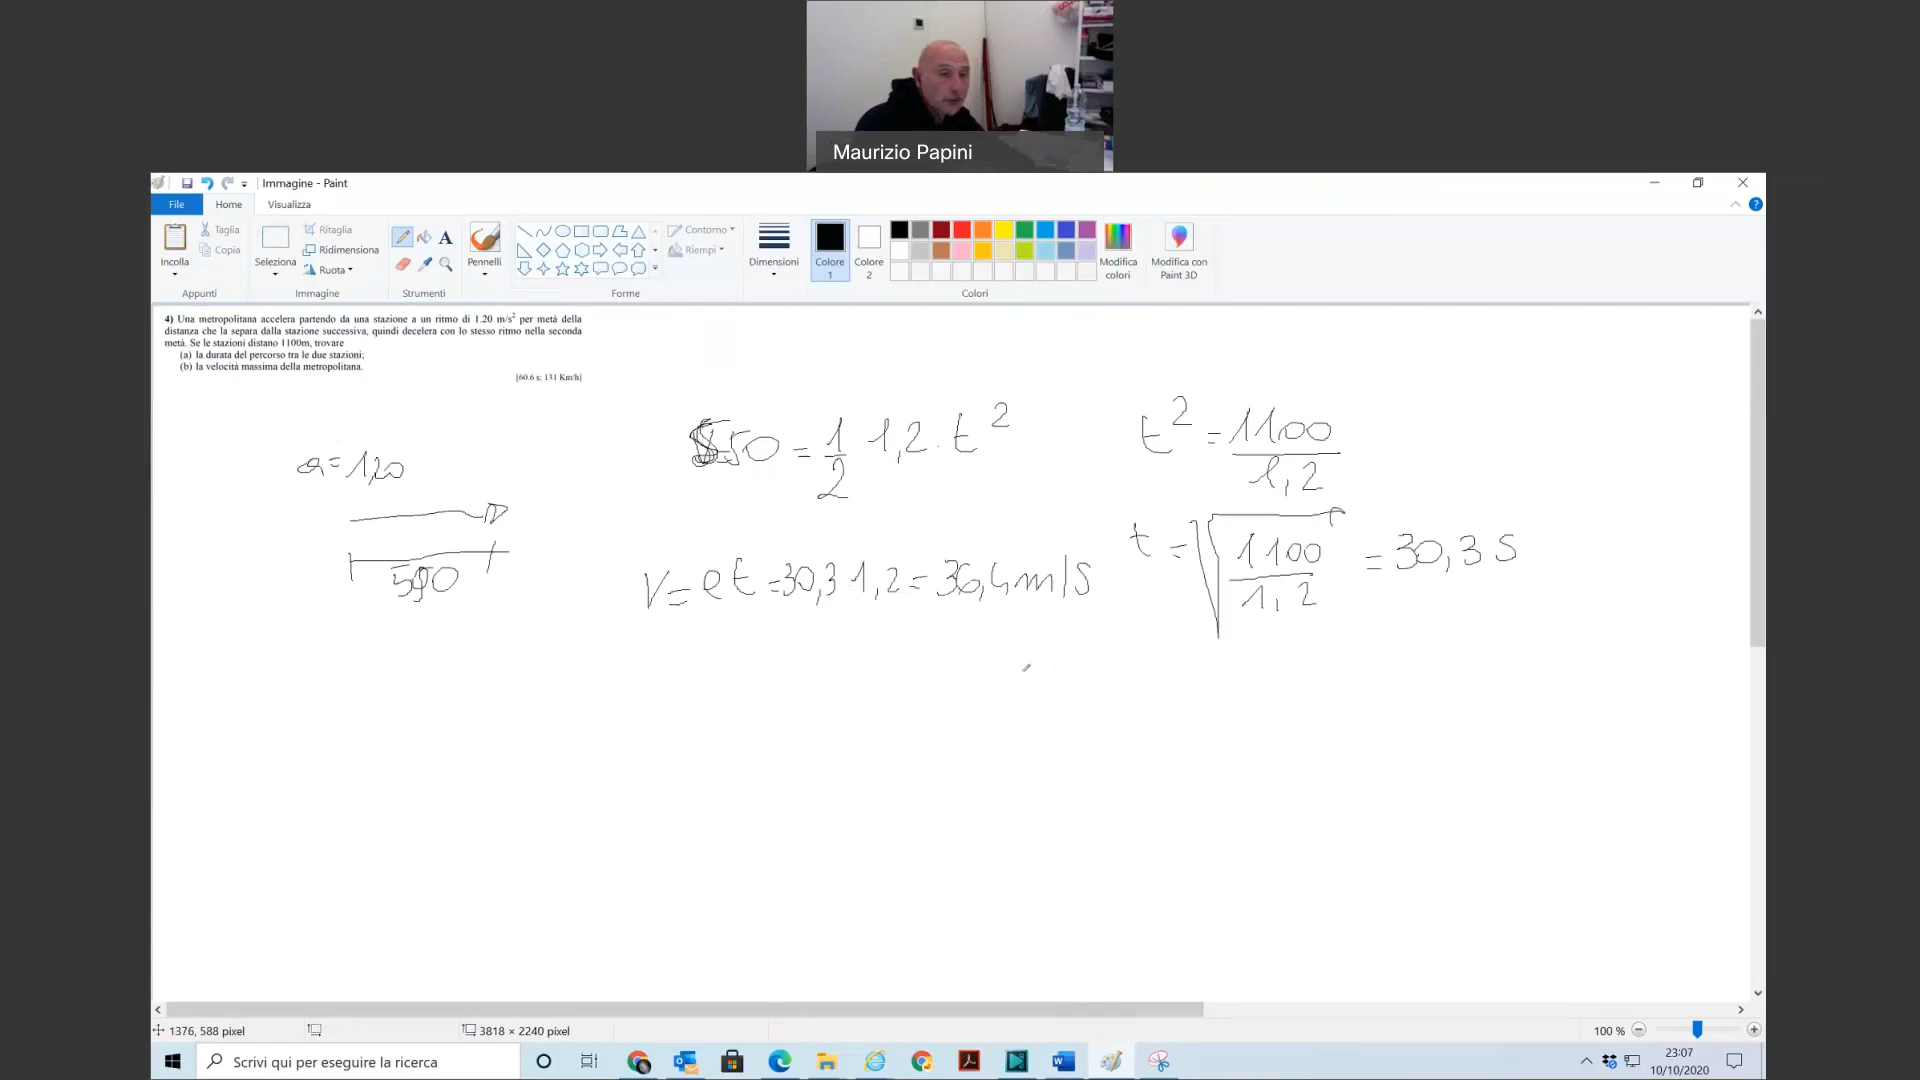 Maurizio Papini
Immagine - Paint
File Home Visualizza
Incolla
Taglia
Copia
Appunti
Seleziona
Ritaglia
Ridimensiona
Ruota
Immagine
Strumenti
Pennelli
Forme
Contorno
Riempi
Dimensioni
Colore 1
Colore 2
Colori
Modifica colori
Modifica con Paint 3D
4) Una metropolitana accelera partendo da una stazione a un ritmo di 1.20 m/s² per metà della
distanza che la separa dalla stazione successiva, quindi decelera con lo stesso ritmo nella seconda
metà. Se le stazioni distano 1100m, trovare
(a) la durata del percorso tra le due stazioni;
(b) la velocità massima della metropolitana.
[60.6 s; 131 Km/h]
a=1,20
550 = 1/2 1,2 · t²
t² = 1100/1,2
t = √1100/1,2 = 30,3 s
V= at =30,3 1,2 = 36,4 m/s
1376, 588 pixel
3818 × 2240 pixel
100 %
Scrivi qui per eseguire la ricerca
23:07
10/10/2020